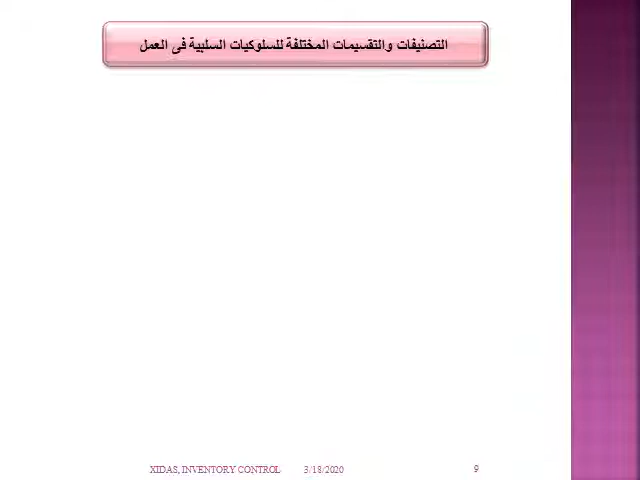 التصنيفات والتقسيمات المختلفة للسلوكيات السلبية فى العمل
XIDAS, INVENTORY CONTROL 3/18/2020 9